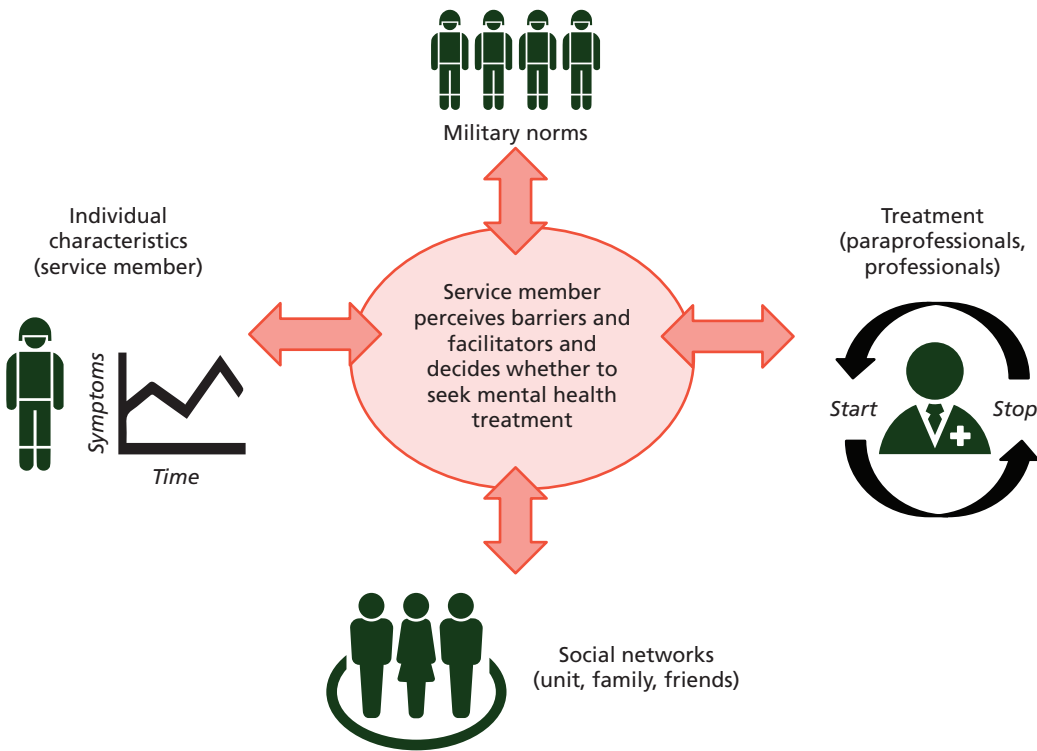 Military norms
Individual
characteristics
(service member)
Treatment
(paraprofessionals,
professionals)
Service member
perceives barriers and
facilitators and
decides whether to
seek mental health
treatment
Symptoms
Time
Start
Stop
Social networks
(unit, family, friends)